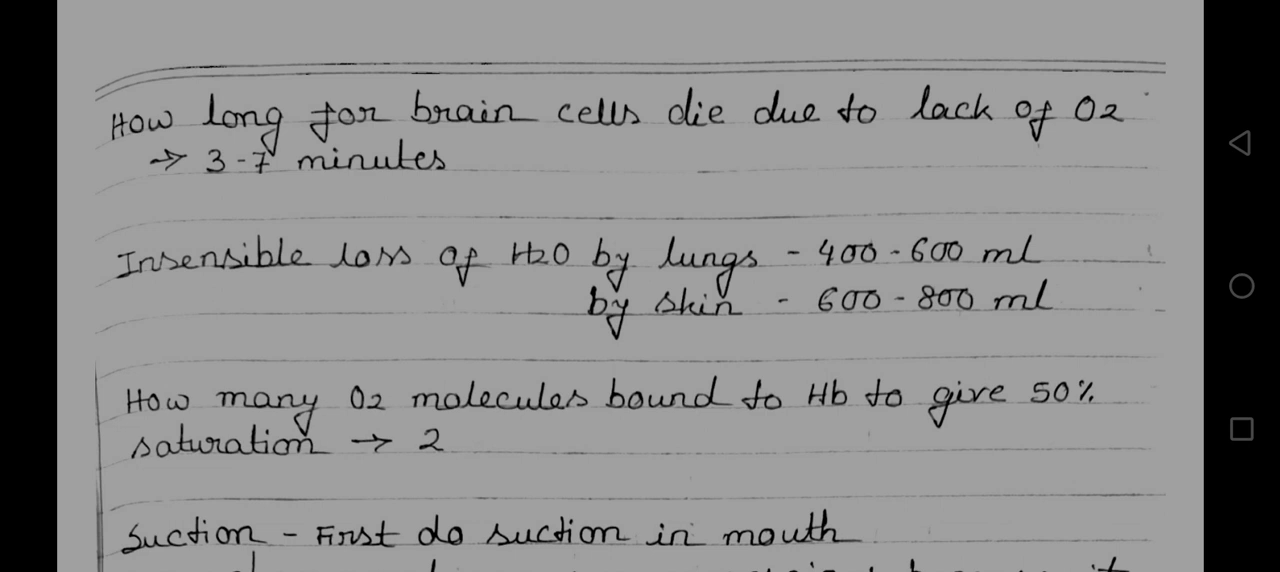 How long for brain cells die due to lack of O2
→ 3-7 minutes
Insensible loss of H2O by lungs - 400-600 ml
by skin - 600-800 ml
How many O2 molecules bound to Hb to give 50%
saturation → 2
Suction - First do suction in mouth